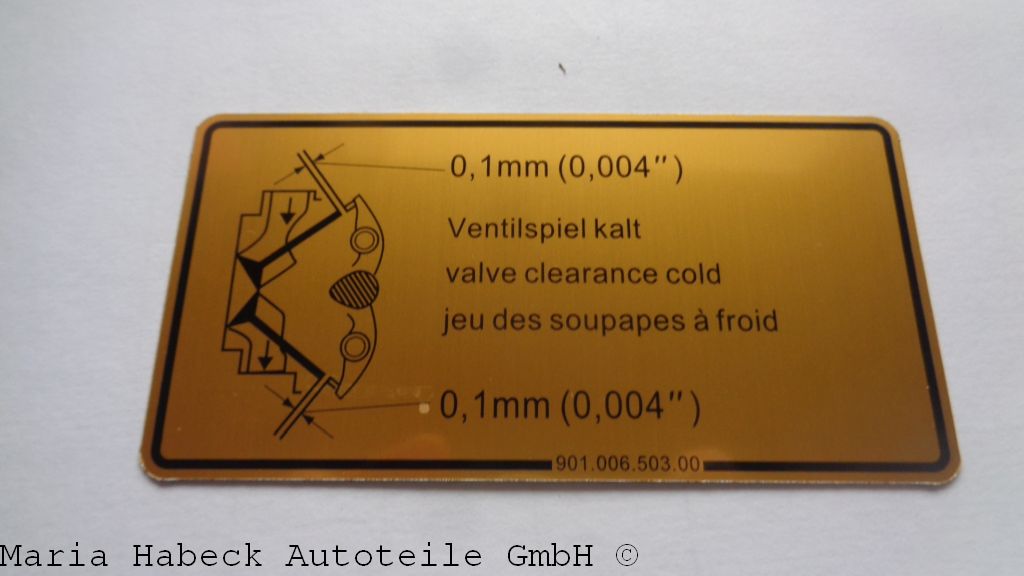 0,1mm (0,004")
Ventilspiel kalt
valve clearance cold
jeu des soupapes à froid
0,1mm (0,004")
901.006.503.00
Maria Habeck Autoteile GmbH ©